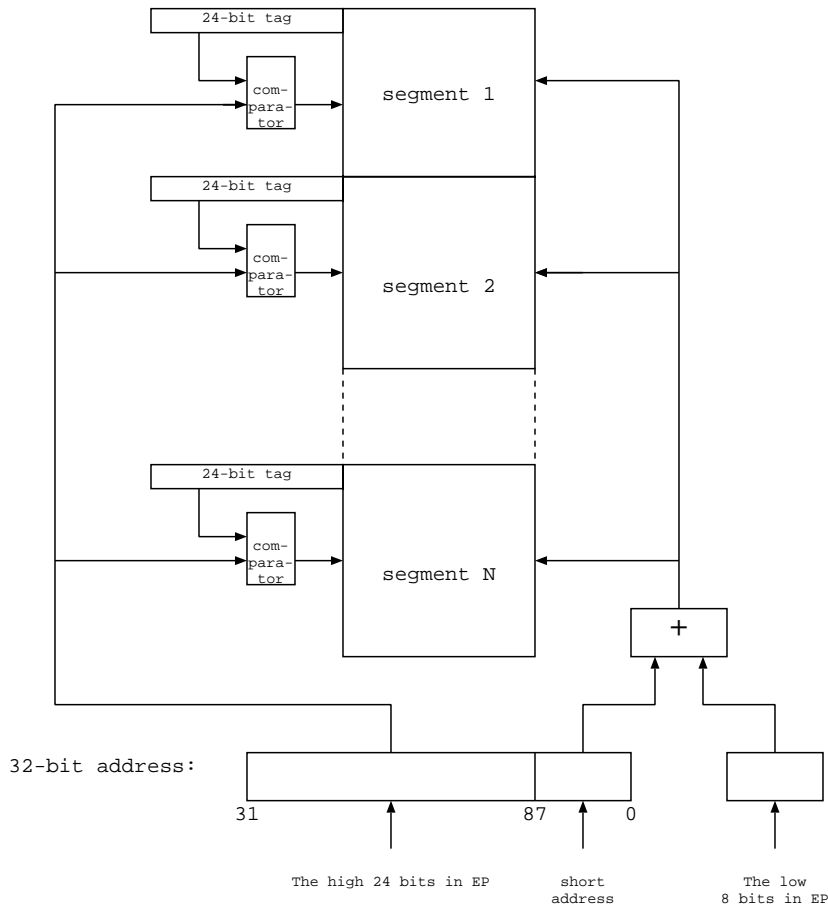 24-bit tag
com-
para-
tor
segment 1
24-bit tag
com-
para-
tor
segment 2
24-bit tag
com-
para-
tor
segment N
+
32-bit address:
31
87
0
The high 24 bits in EP
short
address
The low
8 bits in EP